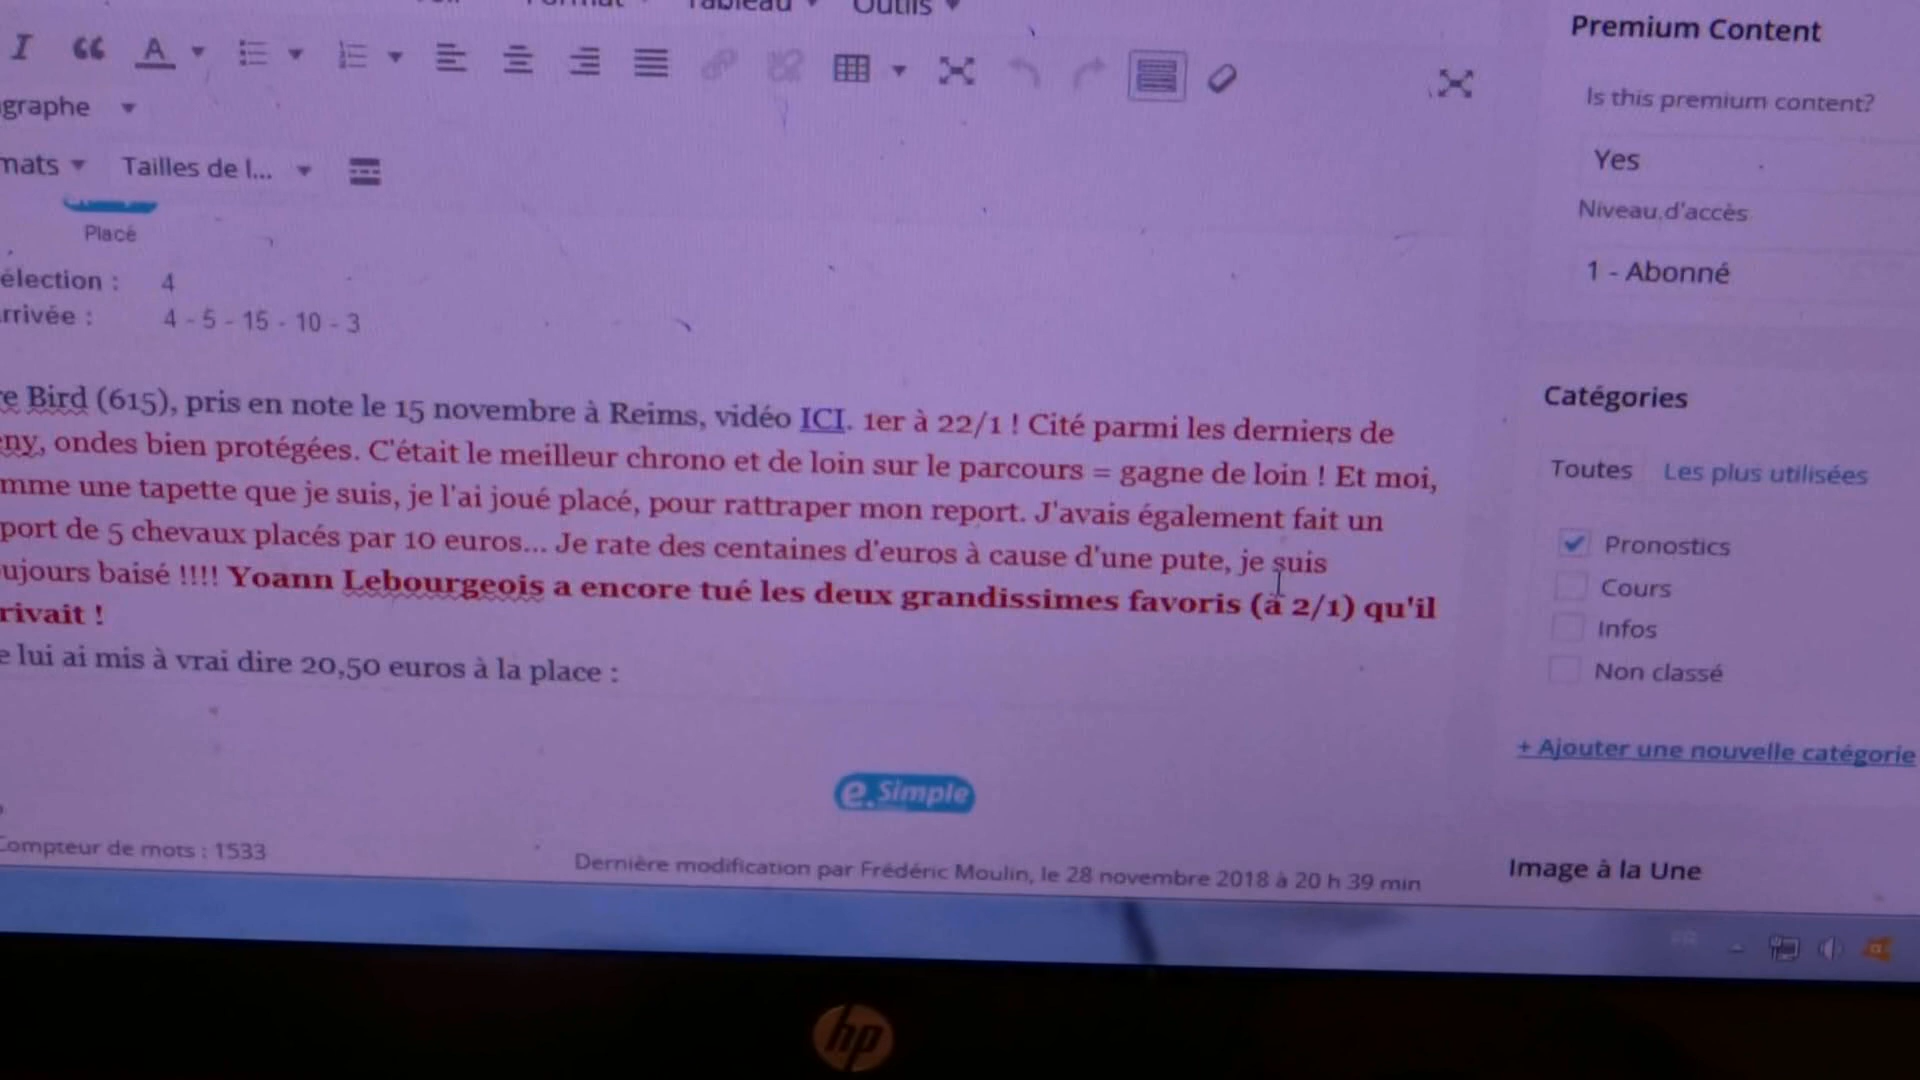 Tableau Outils
I A
graphe
mats Tailles de l...
Placé
élection : 4
rrivée : 4 - 5 - 15 - 10 - 3
e Bird (615), pris en note le 15 novembre à Reims, vidéo ICI. 1er à 22/1 ! Cité parmi les derniers de
ny, ondes bien protégées. C'était le meilleur chrono et de loin sur le parcours = gagne de loin ! Et moi,
mme une tapette que je suis, je l'ai joué placé, pour rattraper mon report. J'avais également fait un
port de 5 chevaux placés par 10 euros... Je rate des centaines d'euros à cause d'une pute, je suis
ujours baisé !!!! Yoann Lebourgeois a encore tué les deux grandissimes favoris (à 2/1) qu'il
rivait !
e lui ai mis à vrai dire 20,50 euros à la place :
e.Simple
Compteur de mots : 1533
Dernière modification par Frédéric Moulin, le 28 novembre 2018 à 20 h 39 min
Premium Content
Is this premium content?
Yes
Niveau d'accès
1 - Abonné
Catégories
Toutes Les plus utilisées
Pronostics
Cours
Infos
Non classé
+ Ajouter une nouvelle catégorie
Image à la Une
FR
hp